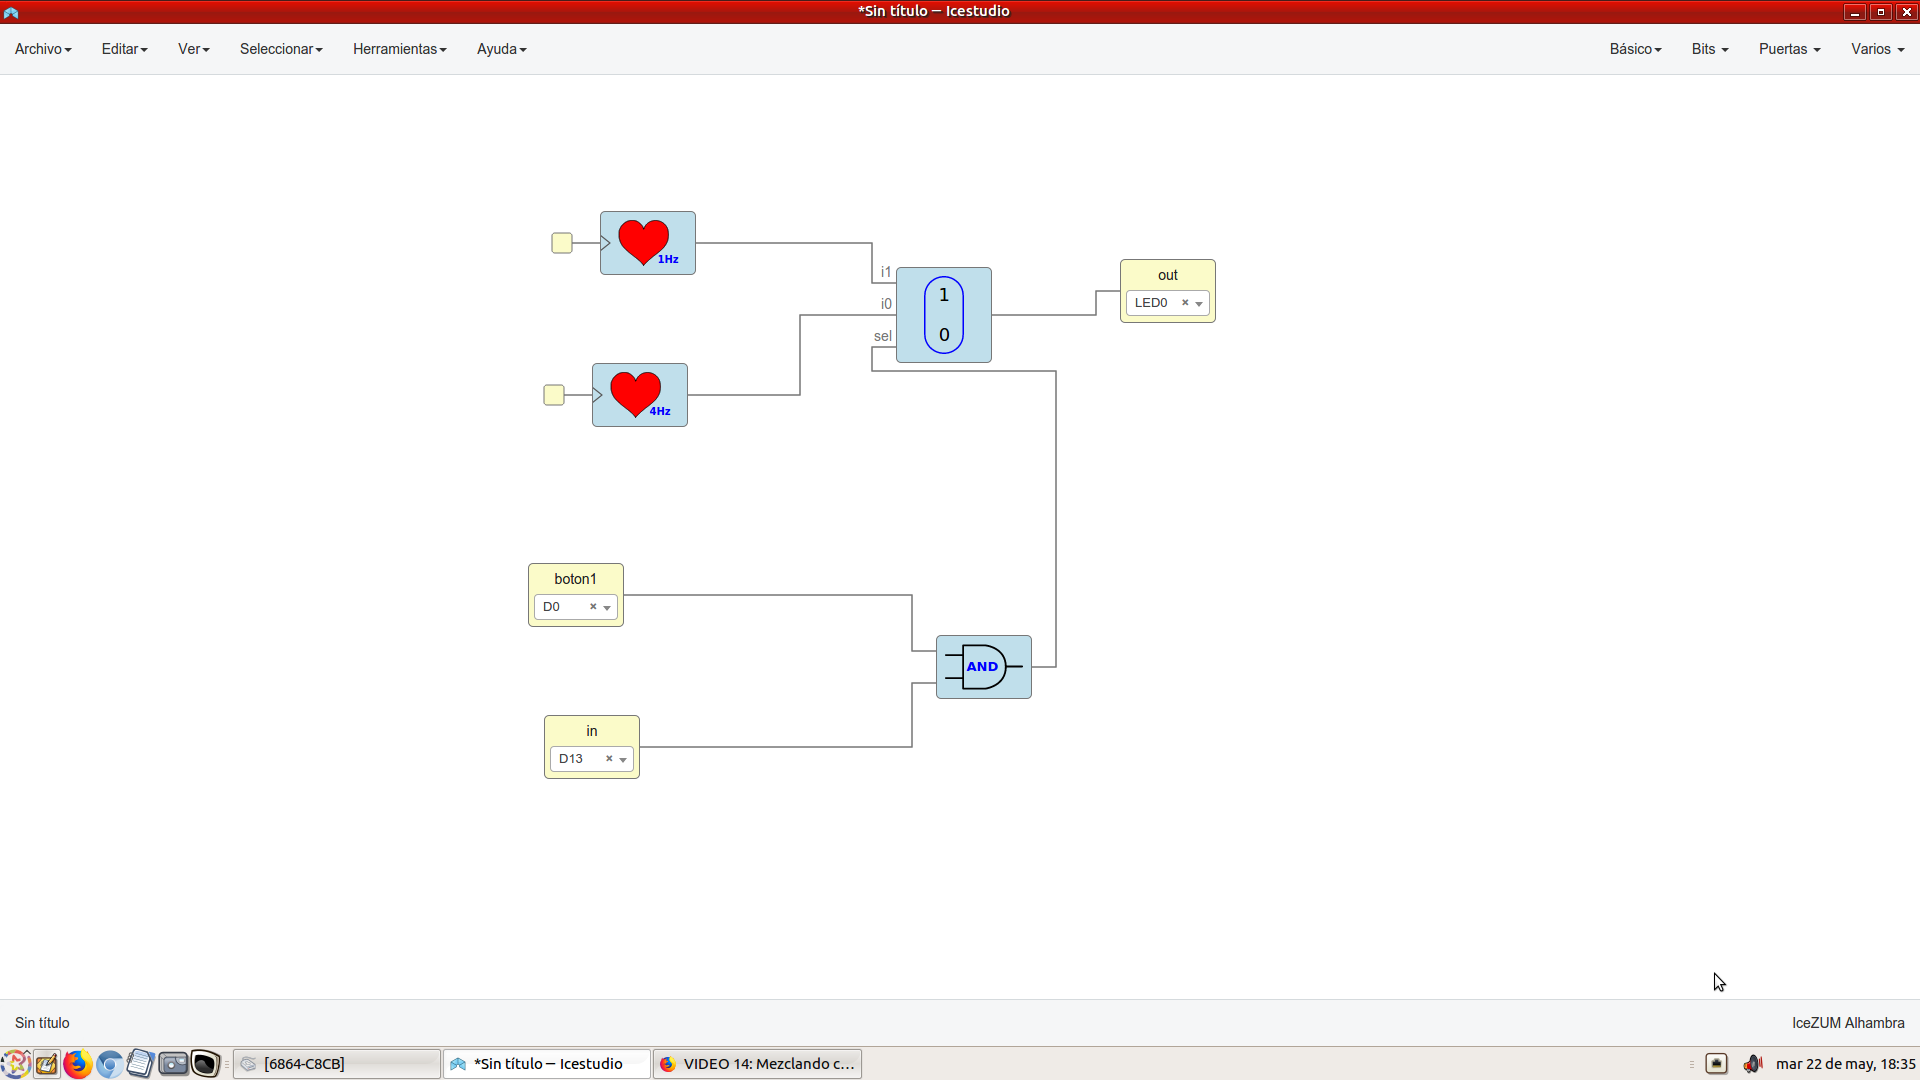 *Sin título — Icestudio
Archivo Editar Ver Seleccionar Herramientas Ayuda Básico Bits Puertas Varios
1Hz
i1
i0
sel
1
0
out
LED0
4Hz
boton1
D0
AND
in
D13
Sin título IceZUM Alhambra
[6864-C8CB] *Sin título — Icestudio VIDEO 14: Mezclando c... mar 22 de may, 18:35